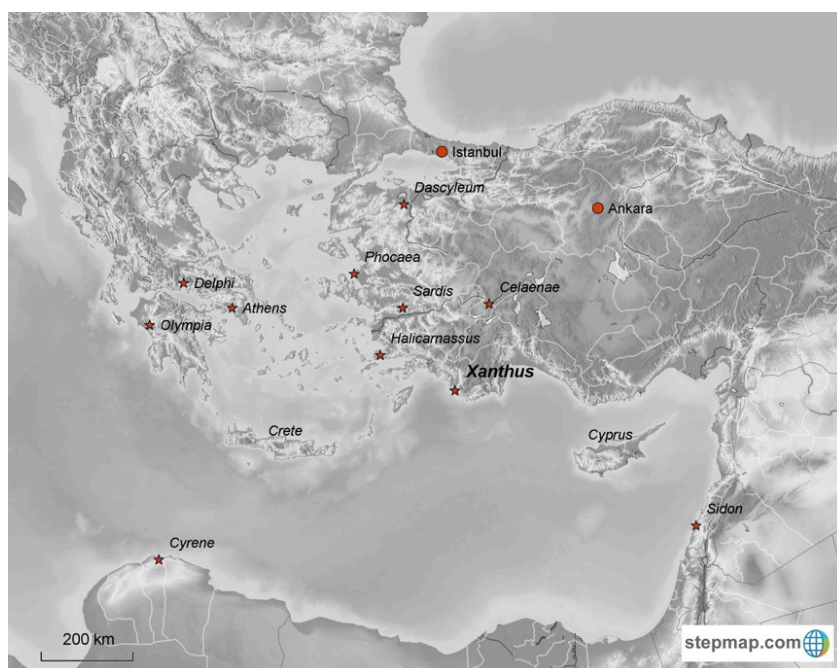 Istanbul
Dascyleum
Ankara
Phocaea
Delphi
Sardis
Celaenae
Athens
Olympia
Halicarnassus
Xanthus
Crete
Cyprus
Sidon
Cyrene
200 km
stepmap.com